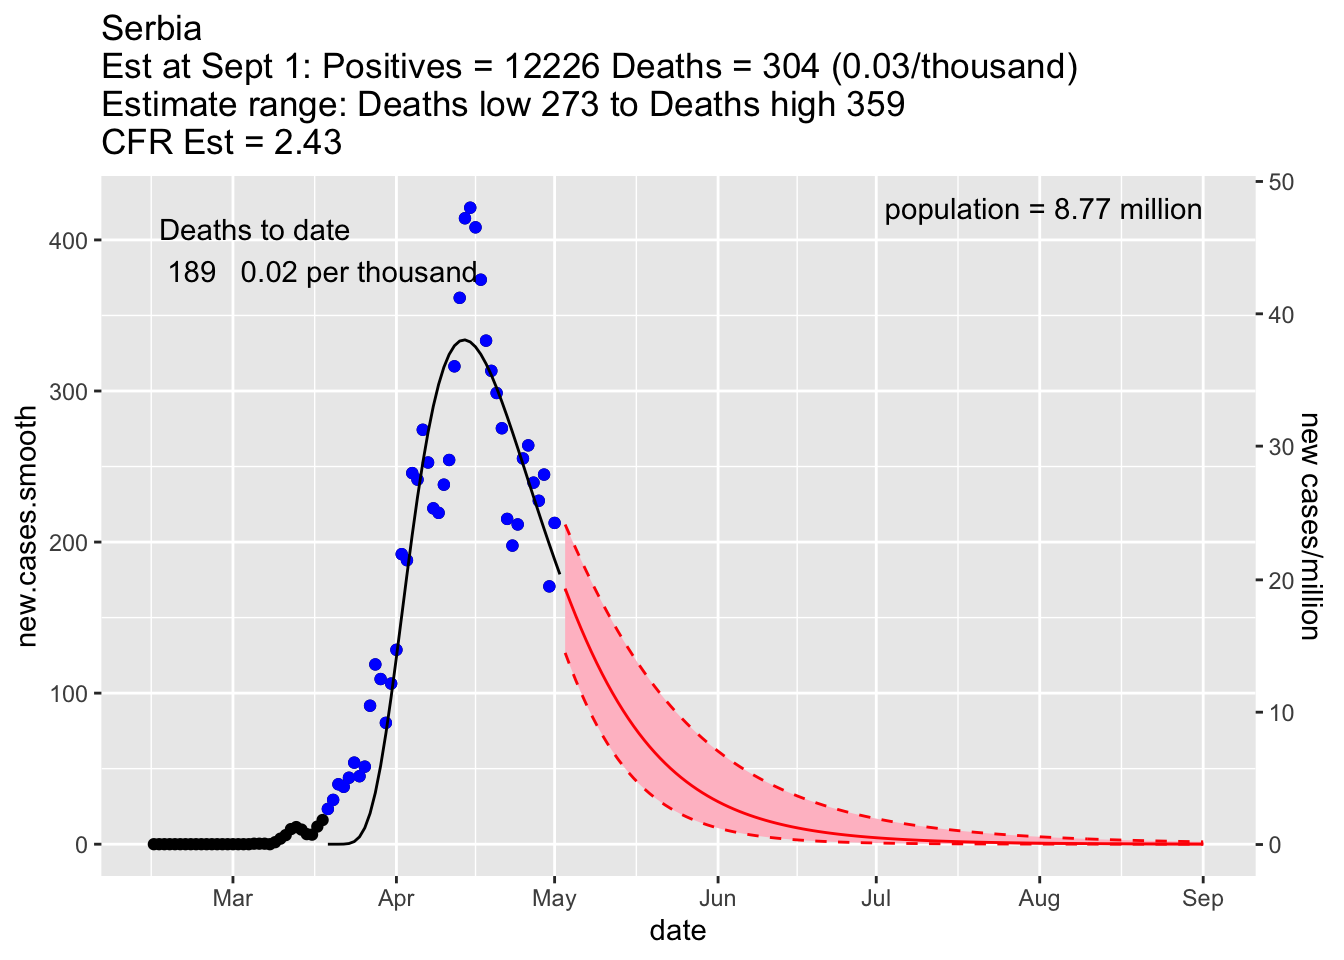 Serbia
Est at Sept 1: Positives = 12226 Deaths = 304 (0.03/thousand)
Estimate range: Deaths low 273 to Deaths high 359
CFR Est = 2.43
Deaths to date
189 0.02 per thousand
population = 8.77 million
400
300
200
100
0
new.cases.smooth
50
40
30
20
10
0
new cases/million
Mar Apr May Jun Jul Aug Sep
date